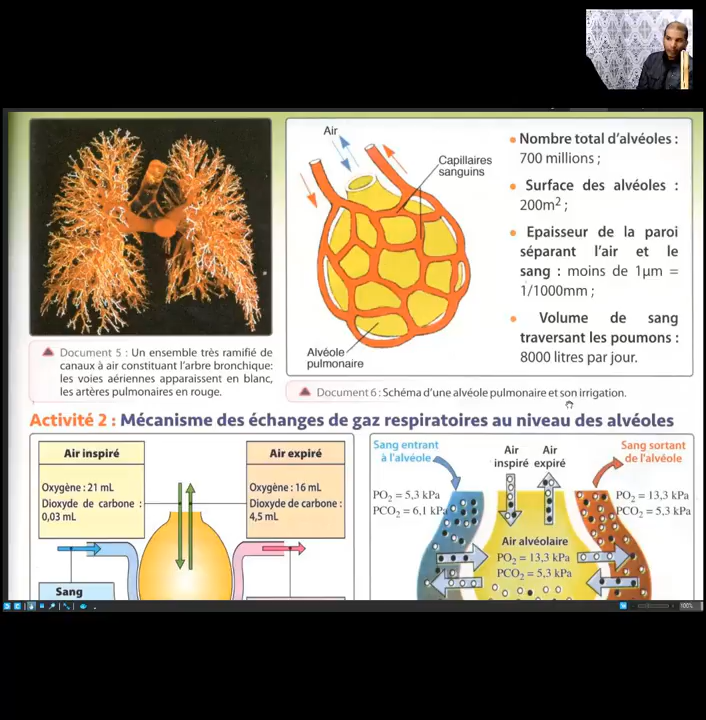 Air
Capillaires
sanguins
Alvéole
pulmonaire
• Nombre total d'alvéoles :
700 millions ;
• Surface des alvéoles :
200m² ;
• Epaisseur de la paroi
séparant l'air et le
sang : moins de 1µm =
1/1000mm ;
• Volume de sang
traversant les poumons :
8000 litres par jour.
Document 5 : Un ensemble très ramifié de
canaux à air constituant l'arbre bronchique:
les voies aériennes apparaissent en blanc,
les artères pulmonaires en rouge.
Document 6 : Schéma d'une alvéole pulmonaire et son irrigation.
Activité 2 : Mécanisme des échanges de gaz respiratoires au niveau des alvéoles
Air inspiré
Oxygène : 21 mL
Dioxyde de carbone :
0,03 mL
Air expiré
Oxygène : 16 mL
Dioxyde de carbone :
4,5 mL
Sang
Sang entrant
à l'alvéole
PO₂ = 5,3 kPa
PCO₂ = 6,1 kPa
Air
inspiré
Air
expiré
Sang sortant
de l'alvéole
PO₂ = 13,3 kPa
PCO₂ = 5,3 kPa
Air alvéolaire
PO₂ = 13,3 kPa
PCO₂ = 5,3 kPa
100%